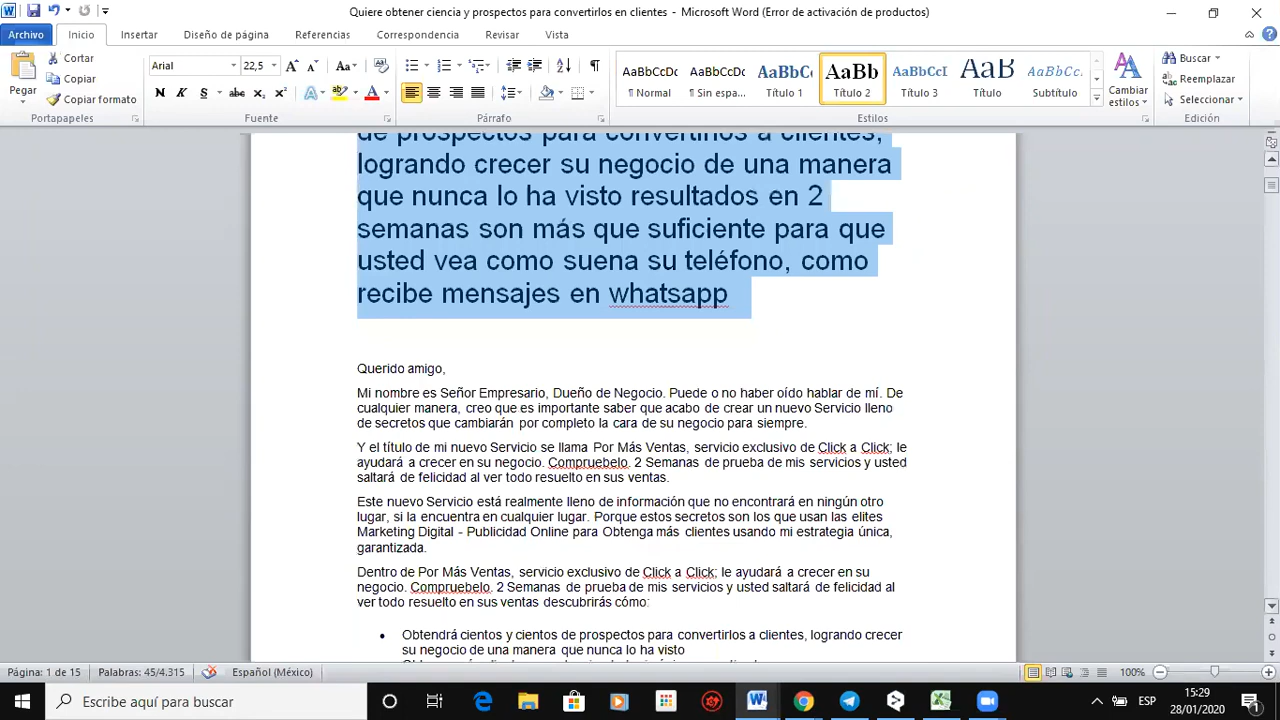 Quiere obtener ciencia y prospectos para convertirlos en clientes - Microsoft Word (Error de activación de productos)
Archivo Inicio Insertar Diseño de página Referencias Correspondencia Revisar Vista
Pegar
Cortar
Copiar
Copiar formato
Portapapeles
Arial 22,5
N K S abc x₂ x² A ab A
Fuente
Párrafo
AaBbCcDc AaBbCcDc AaBbC AaBb AaBbCcI AaB AaBbCc.
¶ Normal ¶ Sin espa... Título 1 Título 2 Título 3 Título Subtítulo
Cambiar estilos
Estilos
Buscar
Reemplazar
Seleccionar
Edición
de prospectos para convertirlos a clientes,
logrando crecer su negocio de una manera
que nunca lo ha visto resultados en 2
semanas son más que suficiente para que
usted vea como suena su teléfono, como
recibe mensajes en whatsapp
Querido amigo,
Mi nombre es Señor Empresario, Dueño de Negocio. Puede o no haber oído hablar de mí. De
cualquier manera, creo que es importante saber que acabo de crear un nuevo Servicio lleno
de secretos que cambiarán por completo la cara de su negocio para siempre.
Y el título de mi nuevo Servicio se llama Por Más Ventas, servicio exclusivo de Click a Click; le
ayudará a crecer en su negocio. Compruebelo. 2 Semanas de prueba de mis servicios y usted
saltará de felicidad al ver todo resuelto en sus ventas.
Este nuevo Servicio está realmente lleno de información que no encontrará en ningún otro
lugar, si la encuentra en cualquier lugar. Porque estos secretos son los que usan las elites
Marketing Digital - Publicidad Online para Obtenga más clientes usando mi estrategia única,
garantizada.
Dentro de Por Más Ventas, servicio exclusivo de Click a Click; le ayudará a crecer en su
negocio. Compruebelo. 2 Semanas de prueba de mis servicios y usted saltará de felicidad al
ver todo resuelto en sus ventas descubrirás cómo:
• Obtendrá cientos y cientos de prospectos para convertirlos a clientes, logrando crecer
su negocio de una manera que nunca lo ha visto
Página: 1 de 15 Palabras: 45/4.315 Español (México) 100%
Escribe aquí para buscar
ESP
15:29
28/01/2020